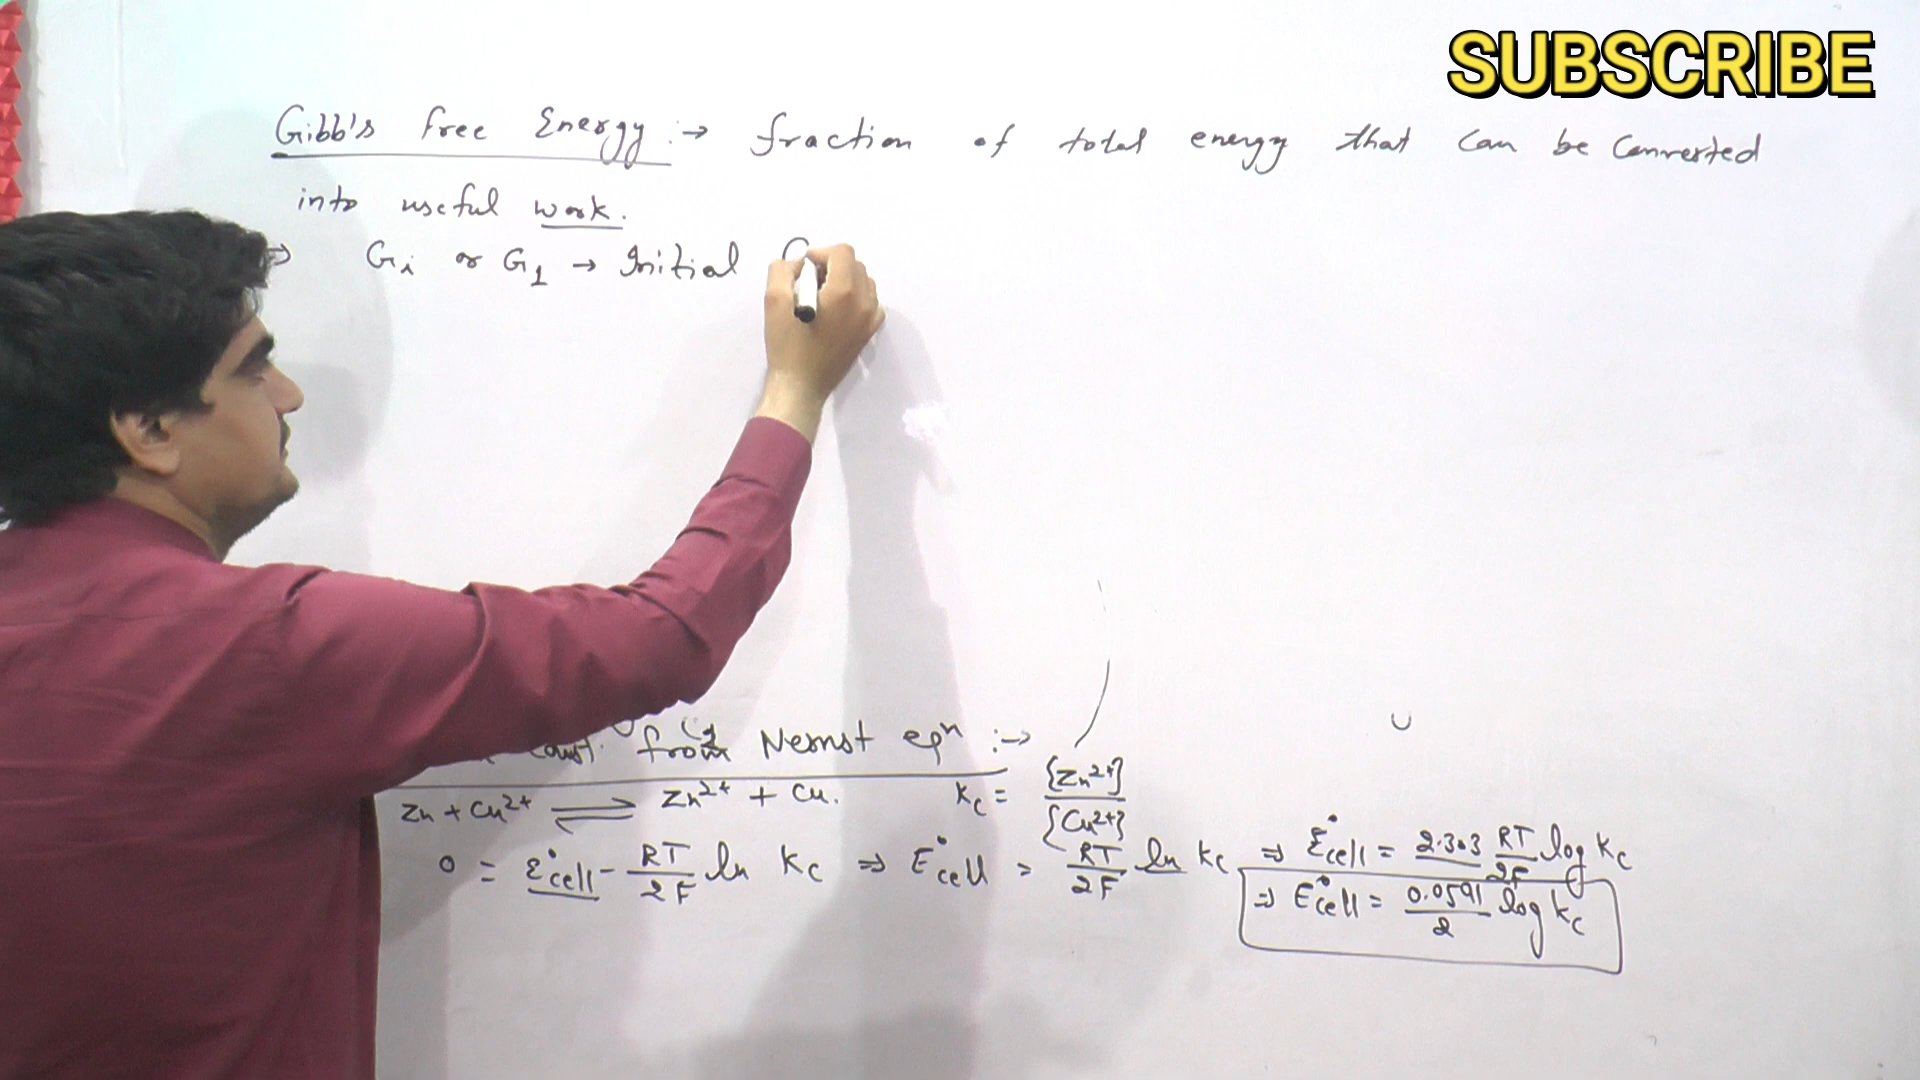 SUBSCRIBE
Gibb's free Energy :→ fraction of total energy that can be Converted
into useful work.
⇒ Gi or G1 → Initial G
Const. from Nernst eqn :→
Zn + Cu2+ ⇌ Zn2+ + Cu. Kc = [Zn2+] / [Cu2+]
0 = E°cell - RT/2F ln Kc ⇒ E°cell = RT/2F ln Kc ⇒ E°cell = 2.303 RT/2F log Kc
⇒ E°cell = 0.0591/2 log Kc